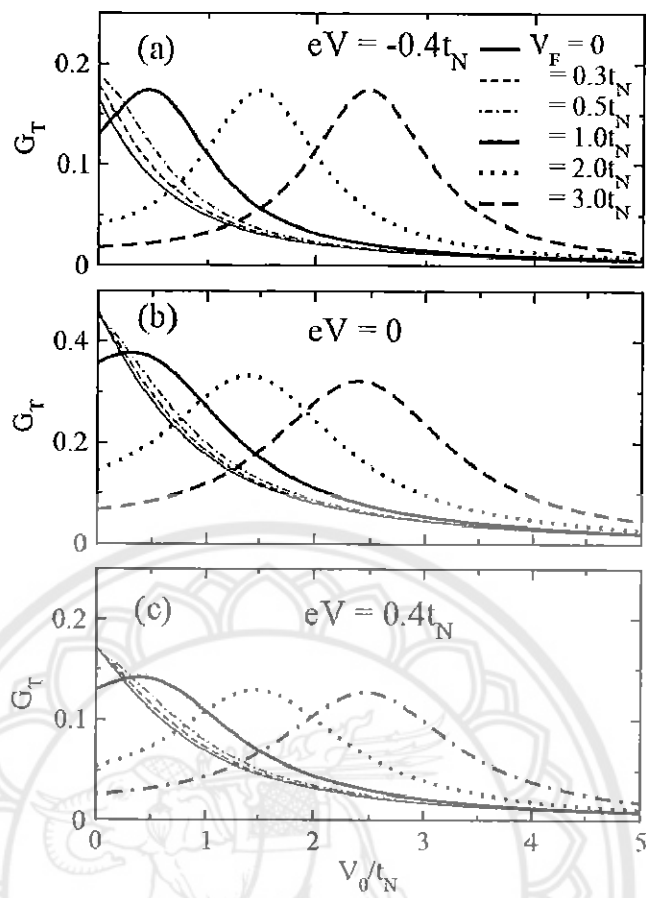 (a) eV = -0.4t_N
V_F = 0
= 0.3t_N
= 0.5t_N
= 1.0t_N
= 2.0t_N
= 3.0t_N
0.2
0.1
0
G_T
(b) eV = 0
0.4
0.2
0
G_T
(c) eV = 0.4t_N
0.2
0.1
0
G_T
0 1 2 3 4 5
V_0/t_N